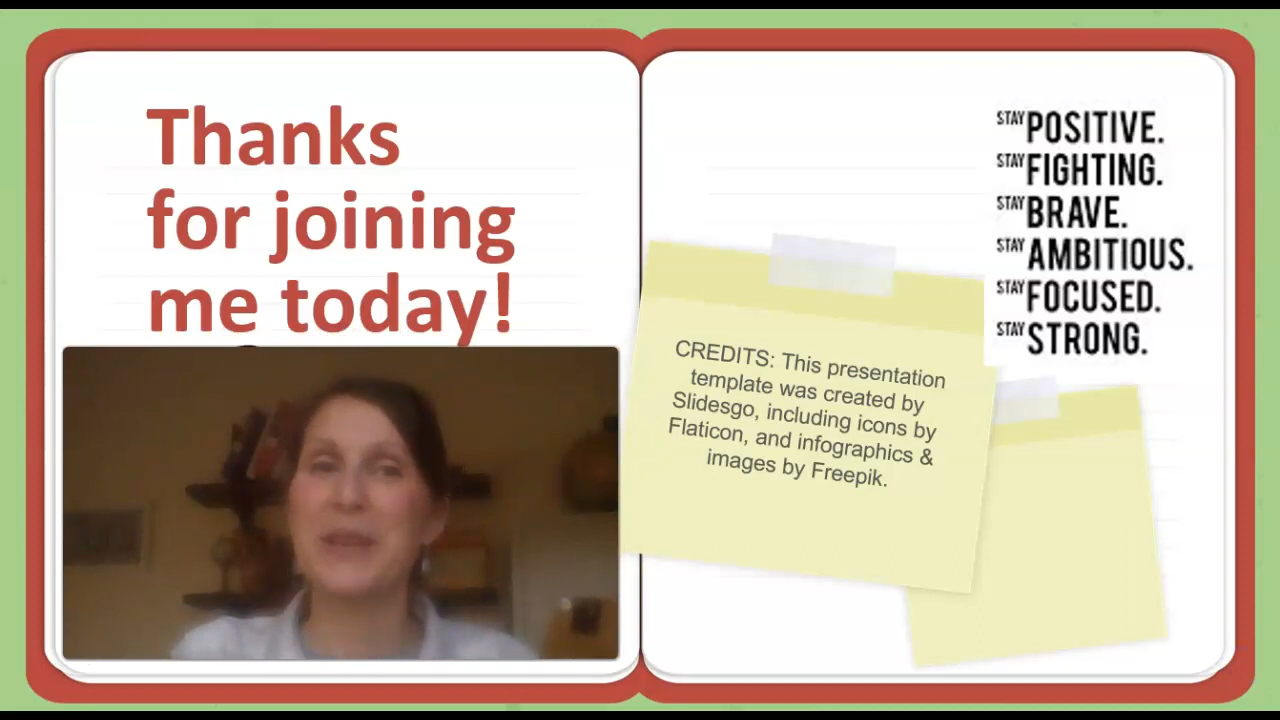 Thanks
for joining
me today!
STAY POSITIVE.
STAY FIGHTING.
STAY BRAVE.
STAY AMBITIOUS.
STAY FOCUSED.
STAY STRONG.
CREDITS: This presentation
template was created by
Slidesgo, including icons by
Flaticon, and infographics &
images by Freepik.